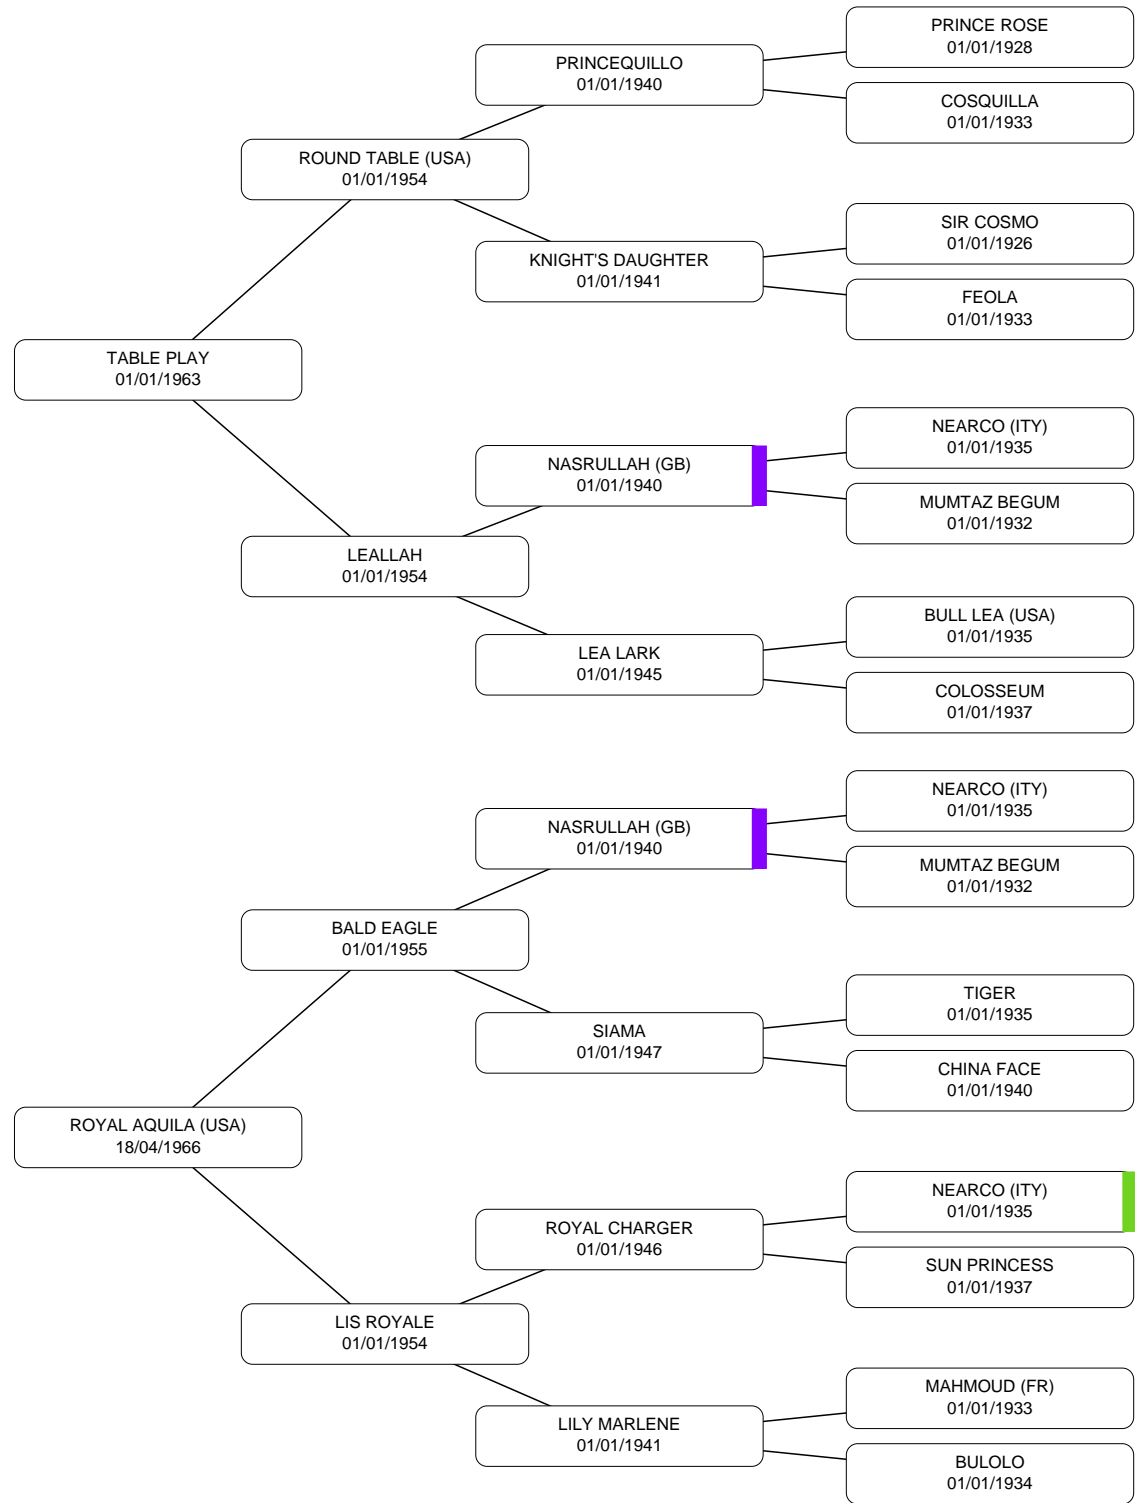 PRINCE ROSE
01/01/1928
PRINCEQUILLO
01/01/1940
COSQUILLA
01/01/1933
ROUND TABLE (USA)
01/01/1954
SIR COSMO
01/01/1926
KNIGHT'S DAUGHTER
01/01/1941
FEOLA
01/01/1933
TABLE PLAY
01/01/1963
NEARCO (ITY)
01/01/1935
NASRULLAH (GB)
01/01/1940
MUMTAZ BEGUM
01/01/1932
LEALLAH
01/01/1954
BULL LEA (USA)
01/01/1935
LEA LARK
01/01/1945
COLOSSEUM
01/01/1937
NEARCO (ITY)
01/01/1935
NASRULLAH (GB)
01/01/1940
MUMTAZ BEGUM
01/01/1932
BALD EAGLE
01/01/1955
TIGER
01/01/1935
SIAMA
01/01/1947
CHINA FACE
01/01/1940
ROYAL AQUILA (USA)
18/04/1966
NEARCO (ITY)
01/01/1935
ROYAL CHARGER
01/01/1946
SUN PRINCESS
01/01/1937
LIS ROYALE
01/01/1954
MAHMOUD (FR)
01/01/1933
LILY MARLENE
01/01/1941
BULOLO
01/01/1934